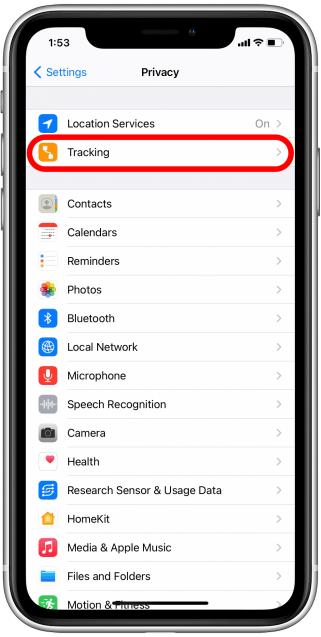 1:53
Settings
Privacy
Location Services On
Tracking
Contacts
Calendars
Reminders
Photos
Bluetooth
Local Network
Microphone
Speech Recognition
Camera
Health
Research Sensor & Usage Data
HomeKit
Media & Apple Music
Files and Folders
Motion & Fitness